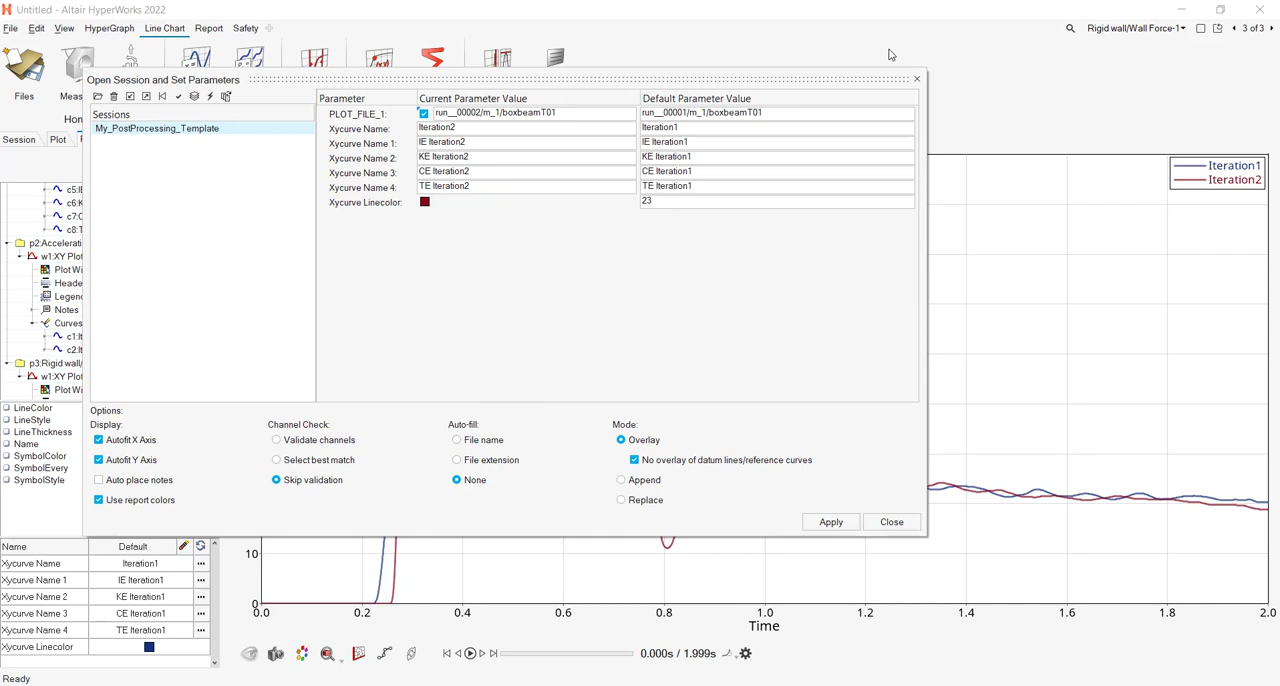 Untitled - Altair HyperWorks 2022
File Edit View HyperGraph Line Chart Report Safety
Rigid wall/Wall Force-1 3 of 3
Open Session and Set Parameters
Files Meas
Hom
Session Plot
Sessions
My_PostProcessing_Template
Parameter Current Parameter Value Default Parameter Value
PLOT_FILE_1: run__00002/m_1/boxbeamT01 run__00001/m_1/boxbeamT01
Xycurve Name: Iteration2 Iteration1
Xycurve Name 1: IE Iteration2 IE Iteration1
Xycurve Name 2: KE Iteration2 KE Iteration1
Xycurve Name 3: CE Iteration2 CE Iteration1
Xycurve Name 4: TE Iteration2 TE Iteration1
Xycurve Linecolor: 23
Iteration1
Iteration2
c5:IE
c6:K
c7:C
c8:T
p2:Accelerati
w1:XY Plot
Plot Wi
Heade
Legend
Notes
Curves
c1:It
c2:It
p3:Rigid wall/
w1:XY Plot
Plot Wi
LineColor
LineStyle
LineThickness
Name
SymbolColor
SymbolEvery
SymbolStyle
Options:
Display: Channel Check: Auto-fill: Mode:
Autofit X Axis Validate channels File name Overlay
Autofit Y Axis Select best match File extension No overlay of datum lines/reference curves
Auto place notes Skip validation None Append
Use report colors Replace
Apply Close
Name Default
Xycurve Name Iteration1 ...
Xycurve Name 1 IE Iteration1 ...
Xycurve Name 2 KE Iteration1 ...
Xycurve Name 3 CE Iteration1 ...
Xycurve Name 4 TE Iteration1 ...
Xycurve Linecolor
10
0
0.0 0.2 0.4 0.6 0.8 1.0 1.2 1.4 1.6 1.8 2.0
Time
0.000s / 1.999s
Ready